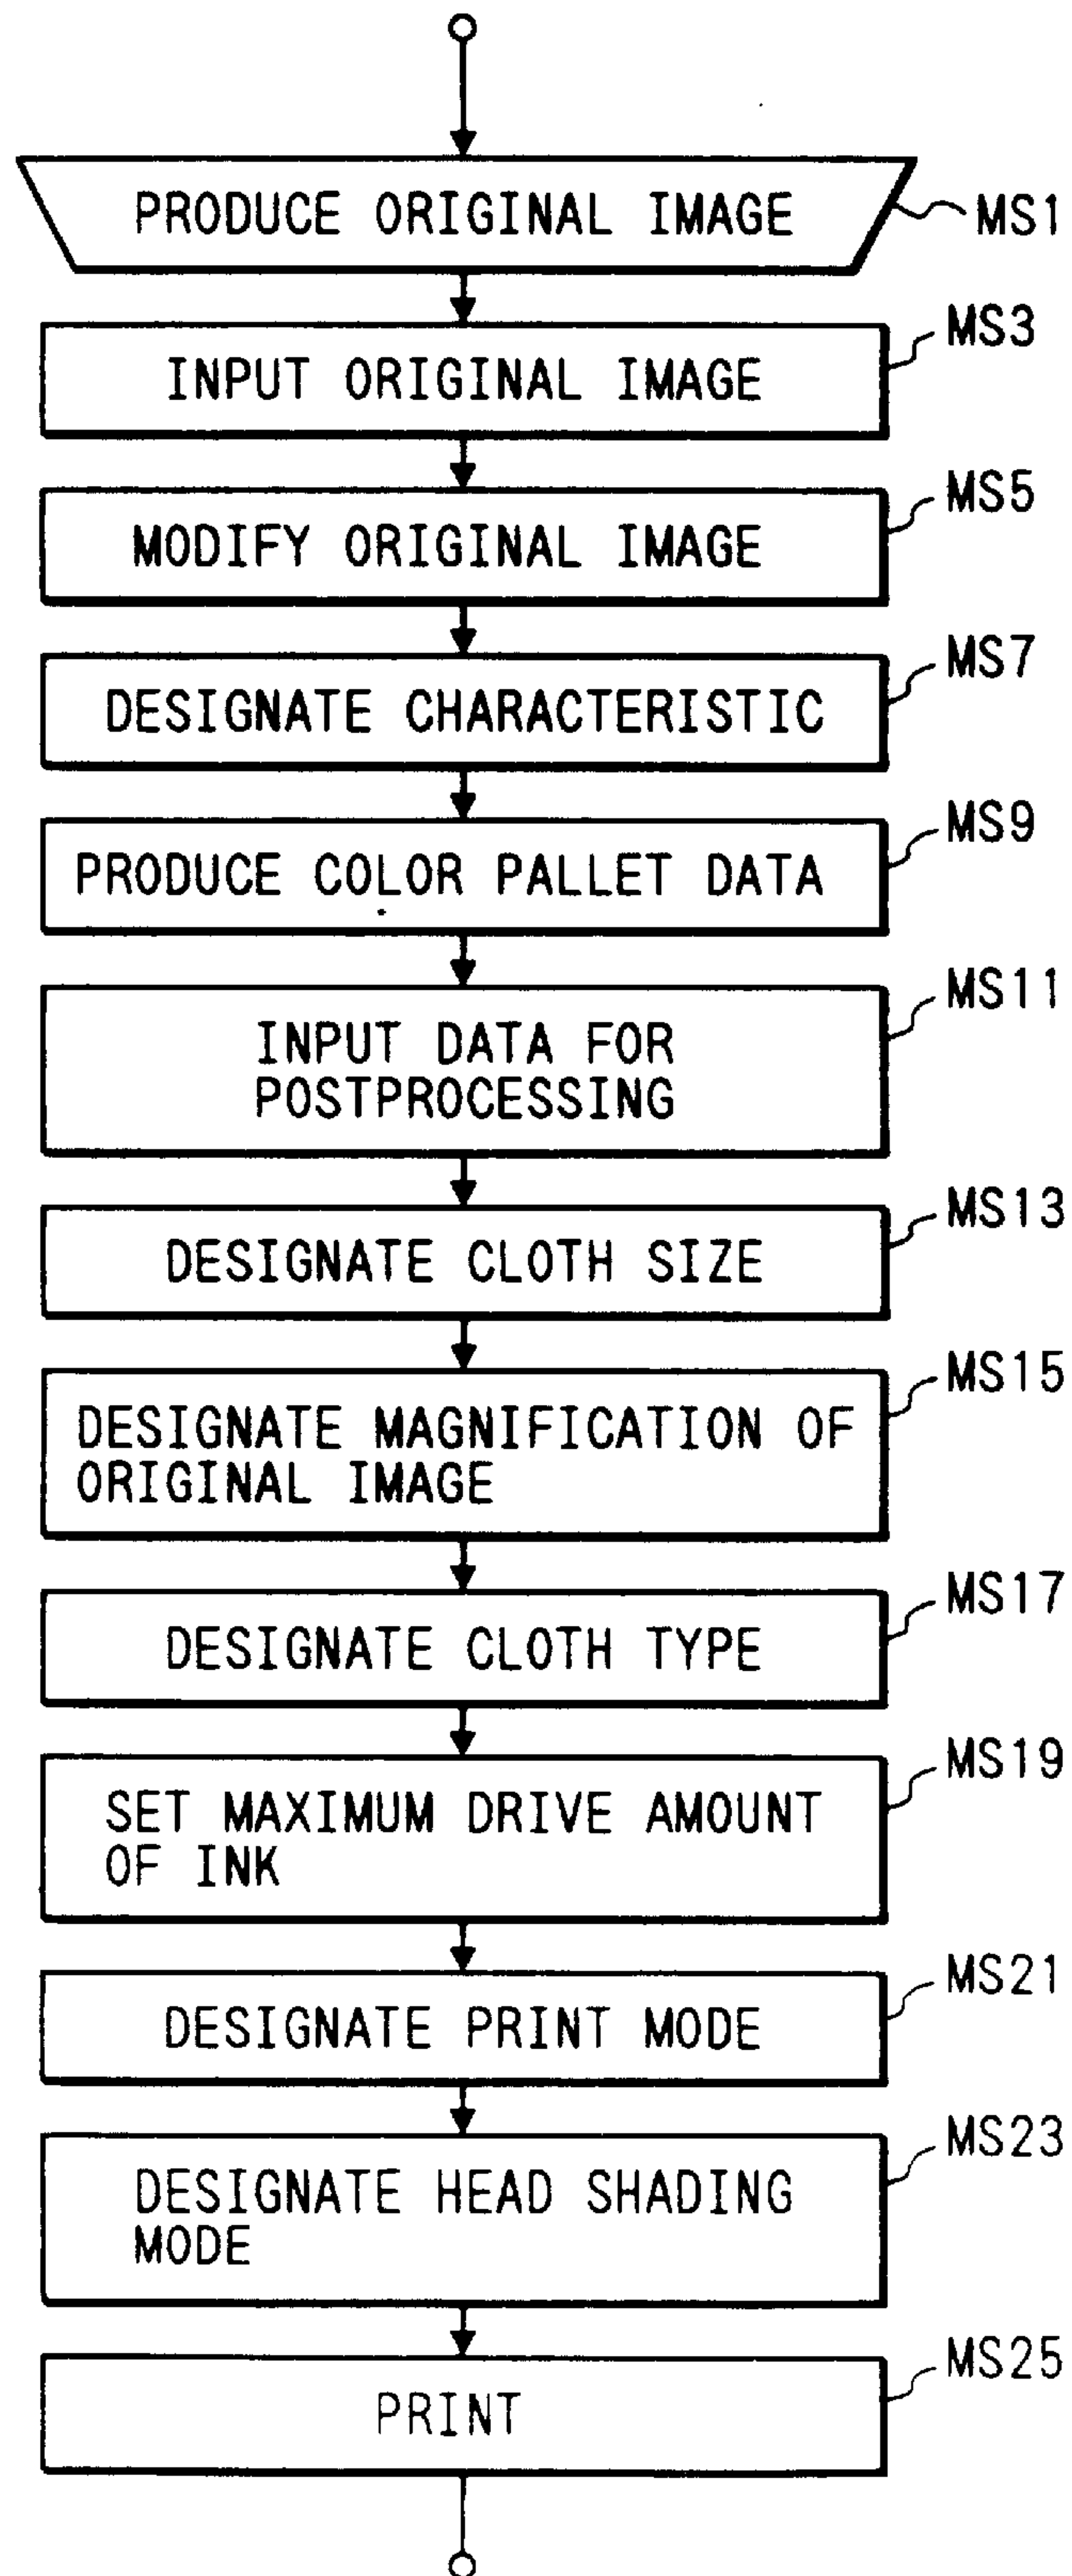 PRODUCE ORIGINAL IMAGE
MS1
INPUT ORIGINAL IMAGE
MS3
MODIFY ORIGINAL IMAGE
MS5
DESIGNATE CHARACTERISTIC
MS7
PRODUCE COLOR PALLET DATA
MS9
INPUT DATA FOR
POSTPROCESSING
MS11
DESIGNATE CLOTH SIZE
MS13
DESIGNATE MAGNIFICATION OF
ORIGINAL IMAGE
MS15
DESIGNATE CLOTH TYPE
MS17
SET MAXIMUM DRIVE AMOUNT
OF INK
MS19
DESIGNATE PRINT MODE
MS21
DESIGNATE HEAD SHADING
MODE
MS23
PRINT
MS25